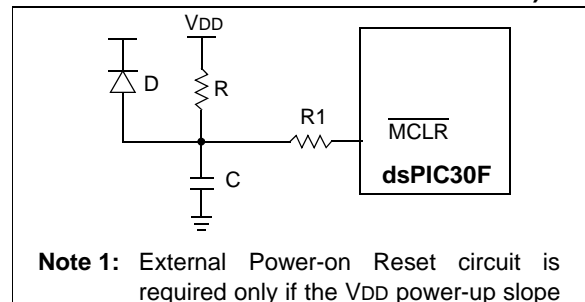 VDD
D
R
R1
MCLR
C
dsPIC30F
Note 1: External Power-on Reset circuit is
required only if the VDD power-up slope